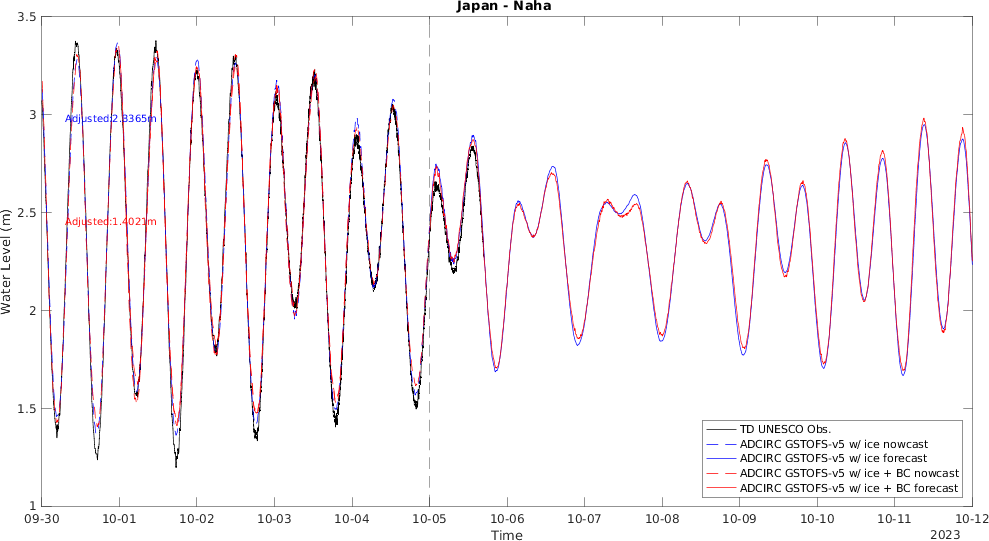 Japan - Naha
Water Level (m)
3.5
3
2.5
2
1.5
1
Adjusted:2.8365m
Adjusted:1.4021m
TD UNESCO Obs.
ADCIRC GSTOFS-v5 w/ ice nowcast
ADCIRC GSTOFS-v5 w/ ice forecast
ADCIRC GSTOFS-v5 w/ ice + BC nowcast
ADCIRC GSTOFS-v5 w/ ice + BC forecast
09-30 10-01 10-02 10-03 10-04 10-05 10-06 10-07 10-08 10-09 10-10 10-11 10-12
Time
2023